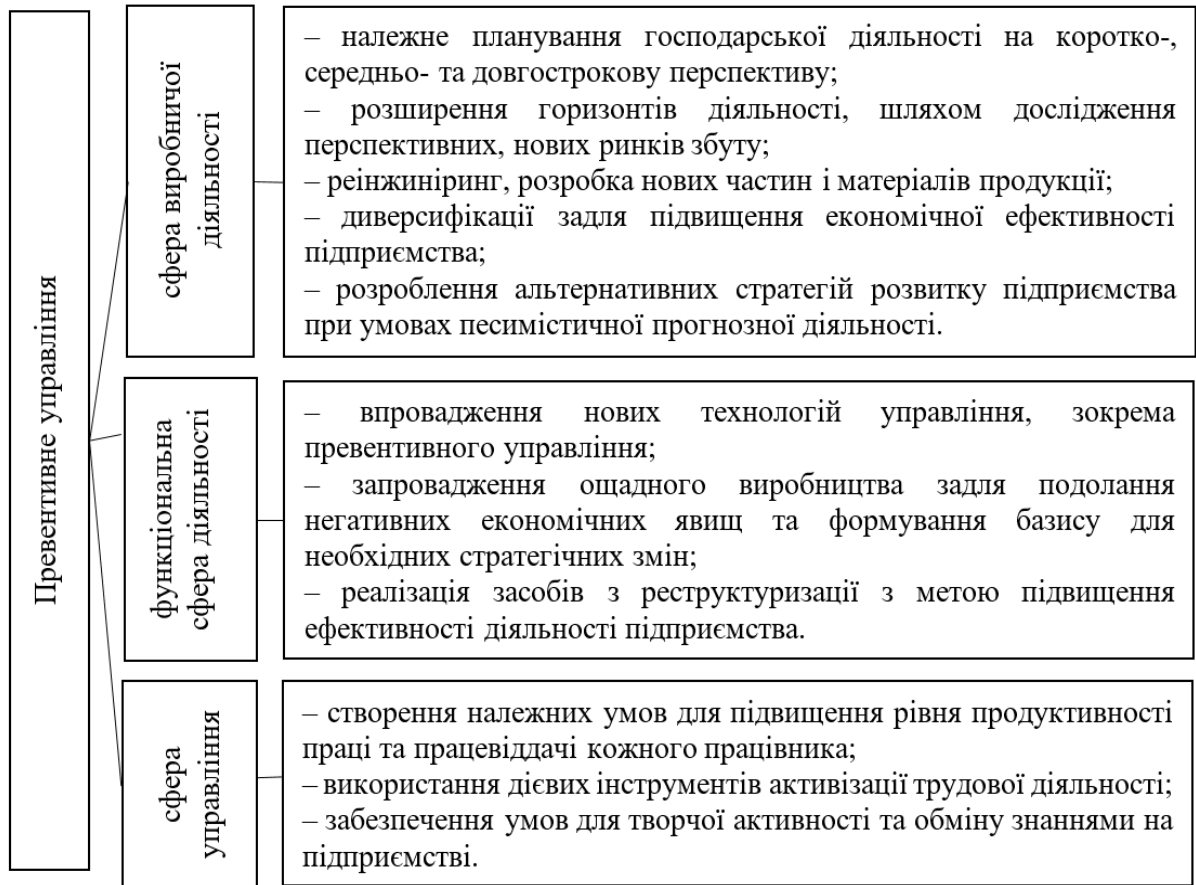 Превентивне управління
сфера виробничої
діяльності
– належне планування господарської діяльності на коротко-,
середньо- та довгострокову перспективу;
– розширення горизонтів діяльності, шляхом дослідження
перспективних, нових ринків збуту;
– реінжиніринг, розробка нових частин і матеріалів продукції;
– диверсифікації задля підвищення економічної ефективності
підприємства;
– розроблення альтернативних стратегій розвитку підприємства
при умовах песимістичної прогнозної діяльності.
функціональна
сфера діяльності
– впровадження нових технологій управління, зокрема
превентивного управління;
– запровадження ощадного виробництва задля подолання
негативних економічних явищ та формування базису для
необхідних стратегічних змін;
– реалізація засобів з реструктуризації з метою підвищення
ефективності діяльності підприємства.
сфера
управління
– створення належних умов для підвищення рівня продуктивності
праці та працевіддачі кожного працівника;
– використання дієвих інструментів активізації трудової діяльності;
– забезпечення умов для творчої активності та обміну знаннями на
підприємстві.